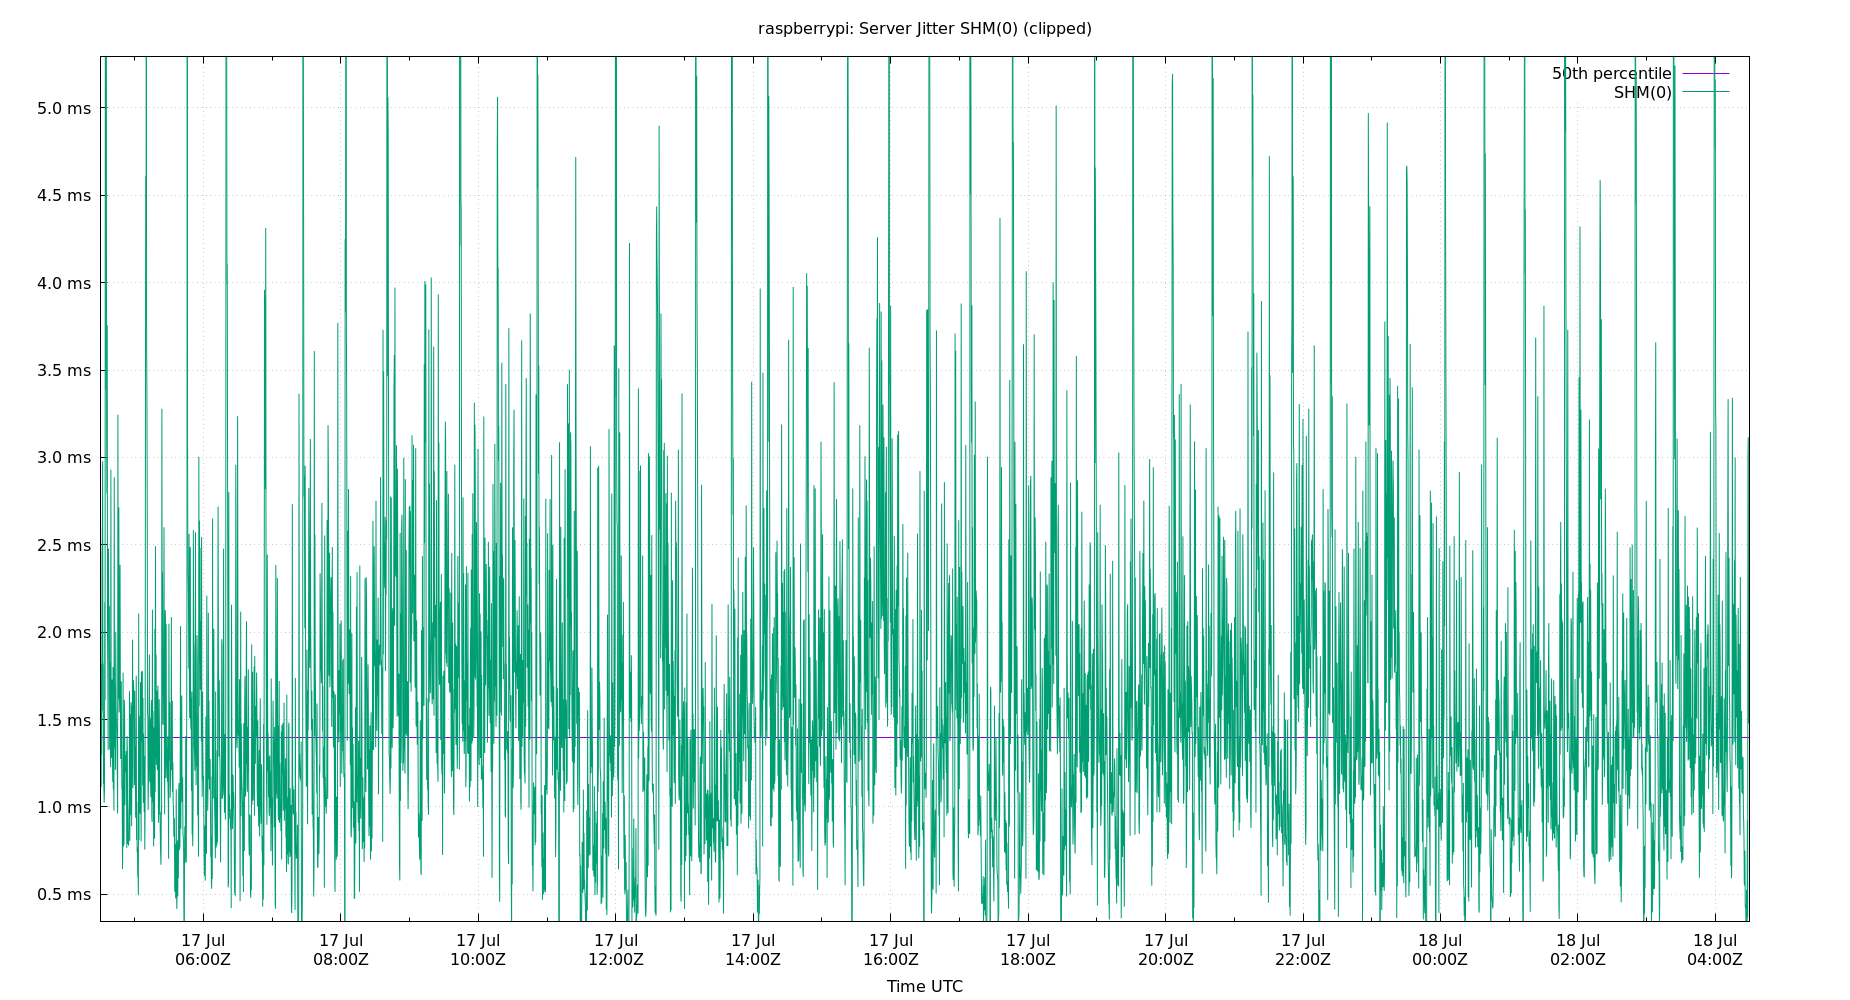 raspberrypi: Server Jitter SHM(0) (clipped)
50th percentile
SHM(0)
5.0 ms
4.5 ms
4.0 ms
3.5 ms
3.0 ms
2.5 ms
2.0 ms
1.5 ms
1.0 ms
0.5 ms
17 Jul 17 Jul 17 Jul 17 Jul 17 Jul 17 Jul 17 Jul 17 Jul 17 Jul 18 Jul 18 Jul 18 Jul
06:00Z 08:00Z 10:00Z 12:00Z 14:00Z 16:00Z 18:00Z 20:00Z 22:00Z 00:00Z 02:00Z 04:00Z
Time UTC